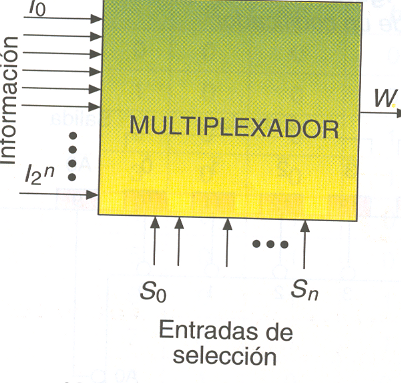 I0
Información
I2n
MULTIPLEXADOR
W
S0
Sn
Entradas de
selección